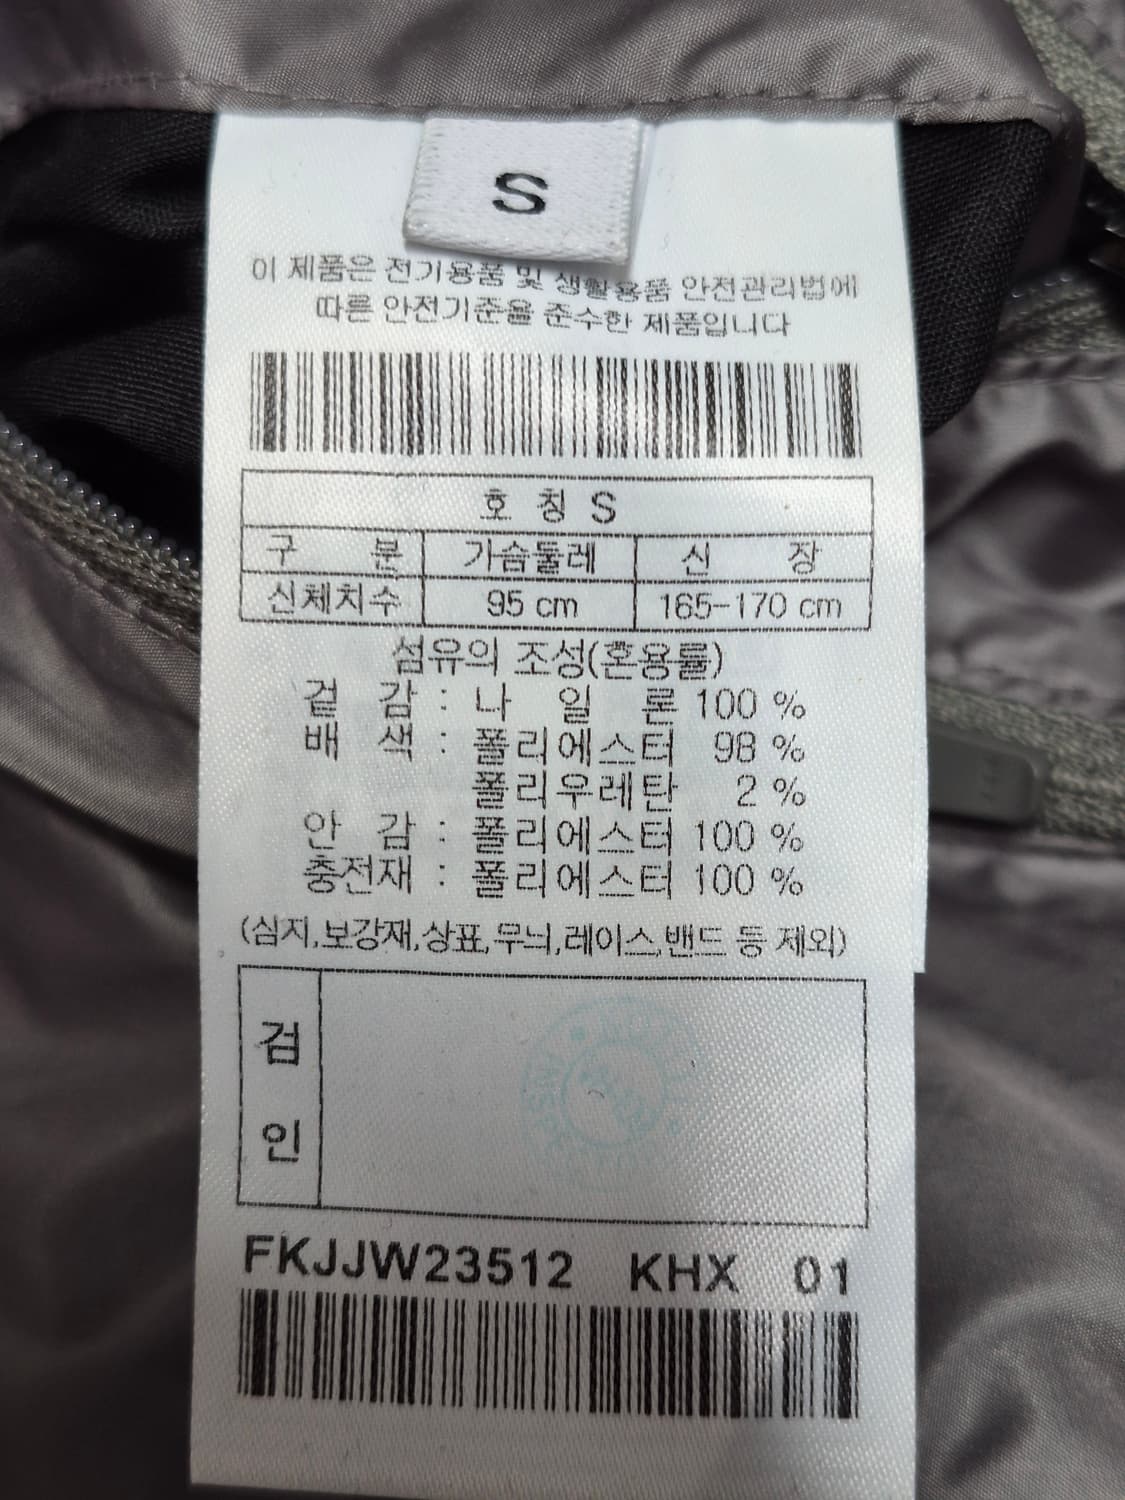 S
이 제품은 전기용품 및 생활용품 안전관리법에
따른 안전기준을 준수한 제품입니다
호 칭 S
구 분 가슴둘레 신 장
신체치수 95 cm 165-170 cm
섬유의 조성(혼용률)
겉 감 : 나 일 론 100 %
배 색 : 폴리에스터 98 %
폴리우레탄 2 %
안 감 : 폴리에스터 100 %
충전재 : 폴리에스터 100 %
(심지,보강재,상표,무늬,레이스,밴드 등 제외)
검
인
FKJJW23512 KHX 01